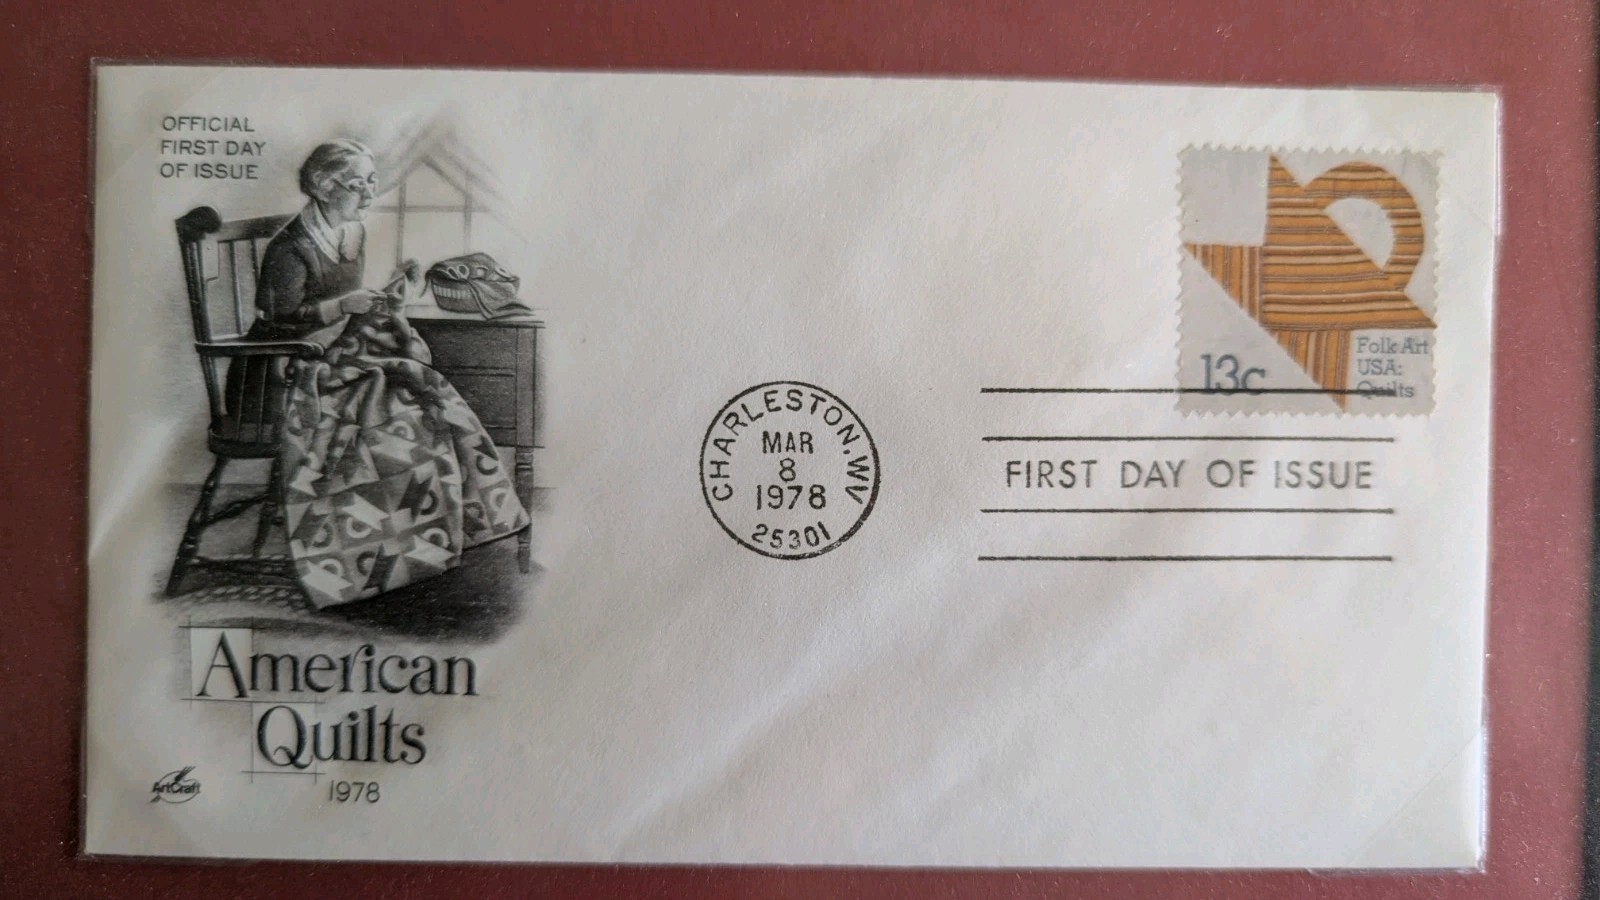 OFFICIAL
FIRST DAY
OF ISSUE
13c
Folk Art
USA:
Quilts
CHARLESTON, WV
MAR
8
1978
25301
FIRST DAY OF ISSUE
American
Quilts
1978
ArtCraft